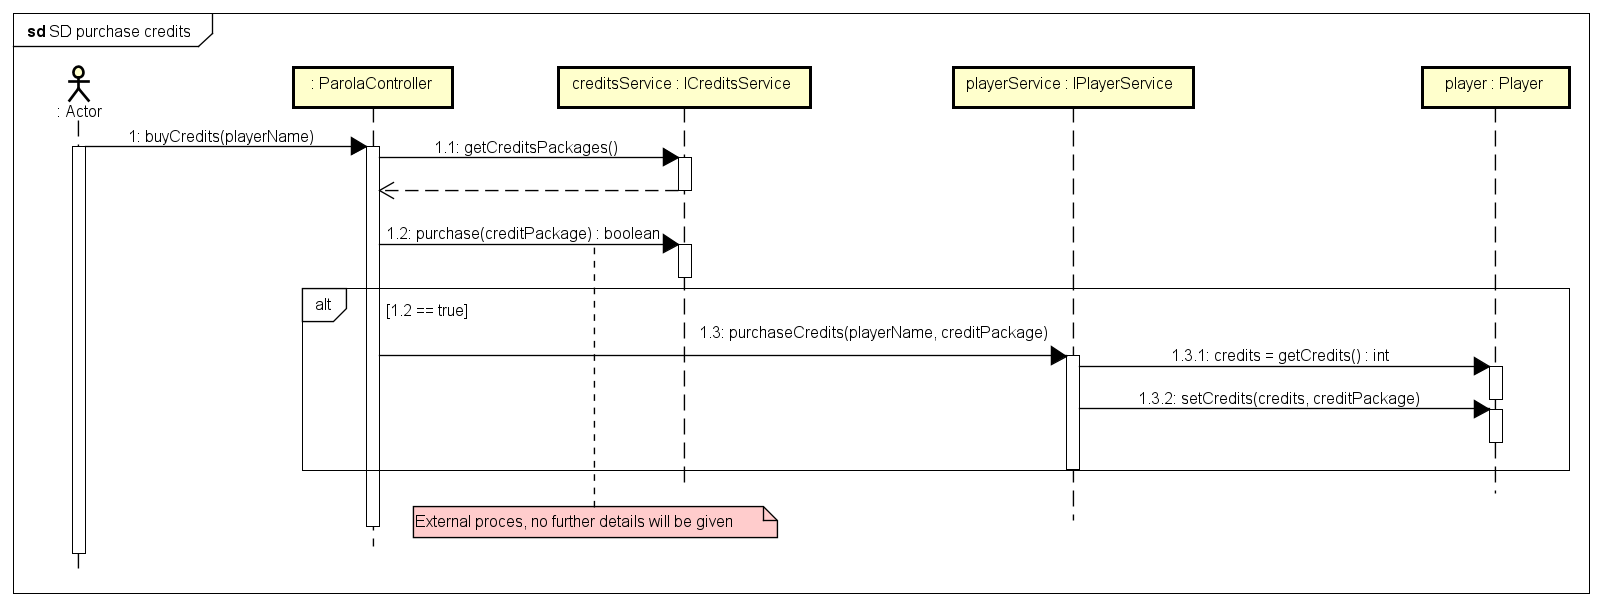 sd SD purchase credits
: Actor
: ParolaController
creditsService : ICreditsService
playerService : IPlayerService
player : Player
1: buyCredits(playerName)
1.1: getCreditsPackages()
1.2: purchase(creditPackage) : boolean
alt
[1.2 == true]
1.3: purchaseCredits(playerName, creditPackage)
1.3.1: credits = getCredits() : int
1.3.2: setCredits(credits, creditPackage)
External proces, no further details will be given